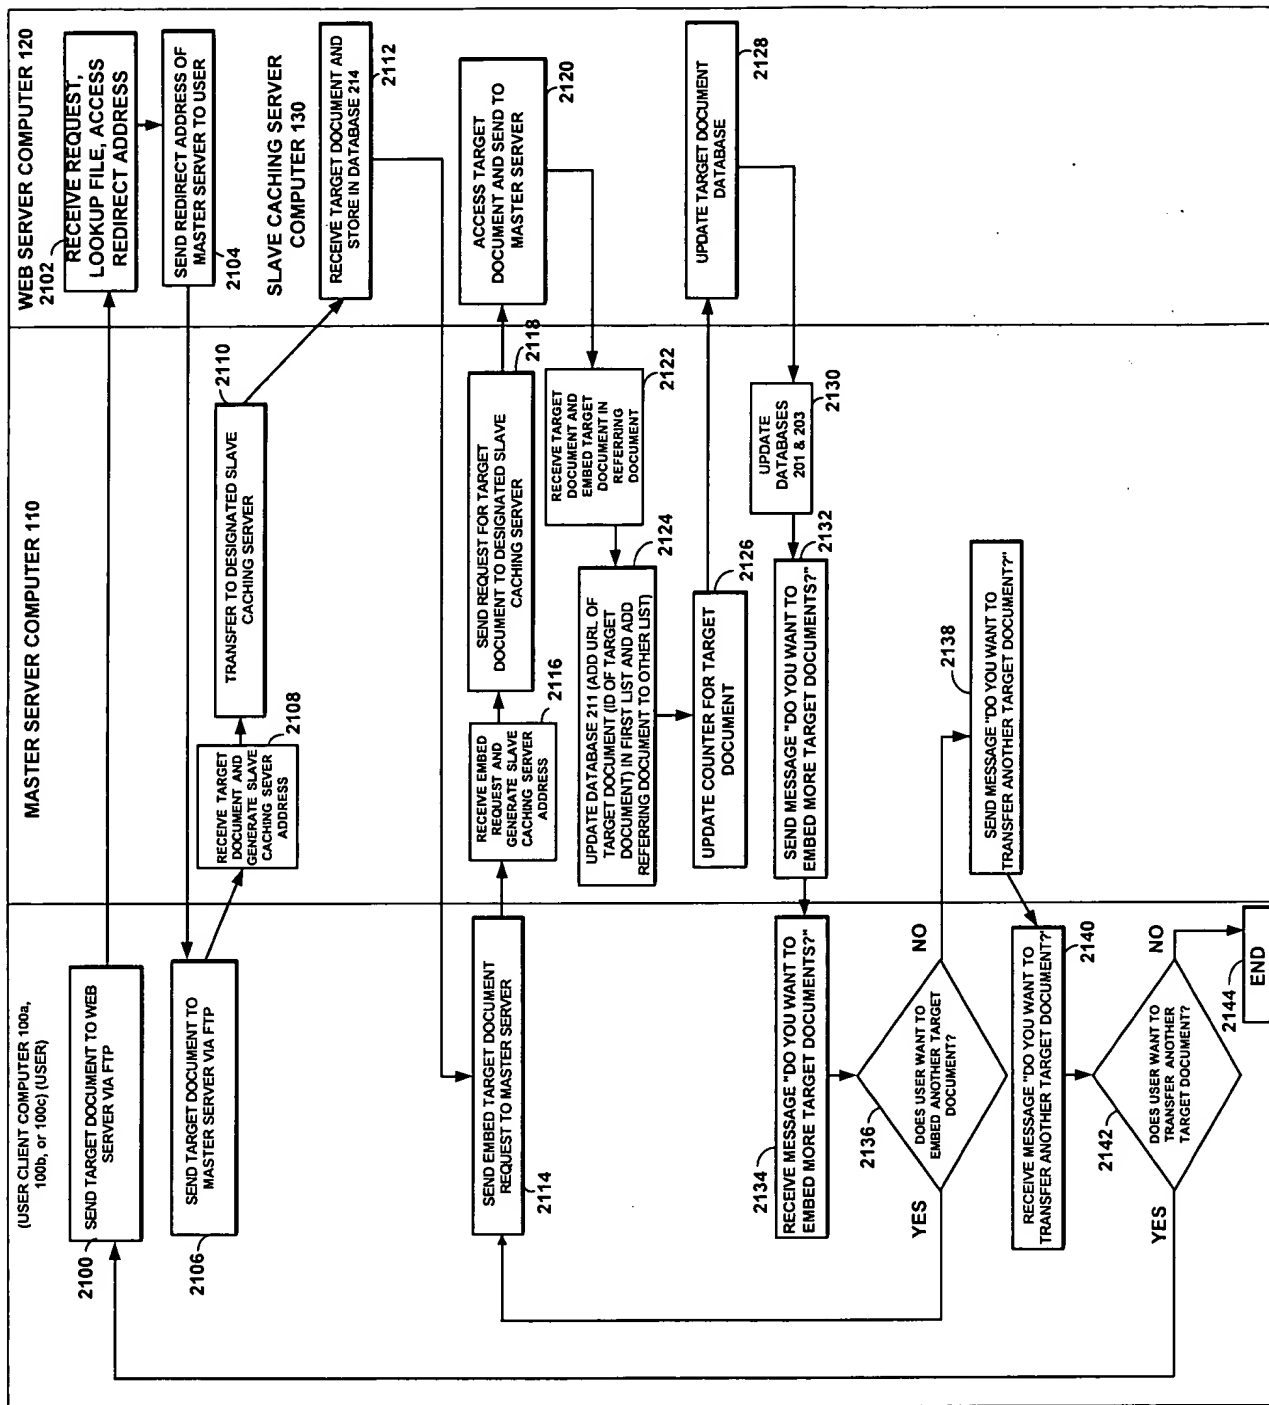 (USER CLIENT COMPUTER 100a,
100b, or 100c) (USER)
MASTER SERVER COMPUTER 110
WEB SERVER COMPUTER 120
SEND TARGET DOCUMENT TO WEB
SERVER VIA FTP
2100
2102
RECEIVE REQUEST,
LOOKUP FILE, ACCESS
REDIRECT ADDRESS
SEND REDIRECT ADDRESS OF
MASTER SERVER TO USER
2104
SEND TARGET DOCUMENT TO
MASTER SERVER VIA FTP
2106
RECEIVE TARGET
DOCUMENT AND
GENERATE SLAVE
CACHING SEVER
ADDRESS
2108
TRANSFER TO DESIGNATED SLAVE
CACHING SERVER
2110
SLAVE CACHING SERVER
COMPUTER 130
RECEIVE TARGET DOCUMENT AND
STORE IN DATABASE 214
2112
SEND EMBED TARGET DOCUMENT
REQUEST TO MASTER SERVER
2114
RECEIVE EMBED
REQUEST AND
GENERATE SLAVE
CACHING SERVER
ADDRESS
2116
SEND REQUEST FOR TARGET
DOCUMENT TO DESIGNATED SLAVE
CACHING SERVER
2118
ACCESS TARGET
DOCUMENT AND SEND TO
MASTER SERVER
2120
RECEIVE TARGET
DOCUMENT AND
EMBED TARGET
DOCUMENT IN
REFERRING
DOCUMENT
2122
UPDATE DATABASE 211 (ADD URL OF
TARGET DOCUMENT (ID OF TARGET
DOCUMENT) IN FIRST LIST AND ADD
REFERRING DOCUMENT TO OTHER LIST)
2124
UPDATE COUNTER FOR TARGET
DOCUMENT
2126
UPDATE TARGET DOCUMENT
DATABASE
2128
UPDATE
DATABASES
201 & 203
2130
SEND MESSAGE "DO YOU WANT TO
EMBED MORE TARGET DOCUMENTS?"
2132
RECEIVE MESSAGE "DO YOU WANT TO
EMBED MORE TARGET DOCUMENTS?"
2134
DOES USER WANT TO
EMBED ANOTHER TARGET
DOCUMENT?
2136
YES
NO
SEND MESSAGE "DO YOU WANT TO
TRANSFER ANOTHER TARGET DOCUMENT?"
2138
RECEIVE MESSAGE "DO YOU WANT TO
TRANSFER ANOTHER TARGET DOCUMENT?"
2140
DOES USER WANT TO
TRANSFER ANOTHER
TARGET DOCUMENT?
2142
YES
NO
2144
END